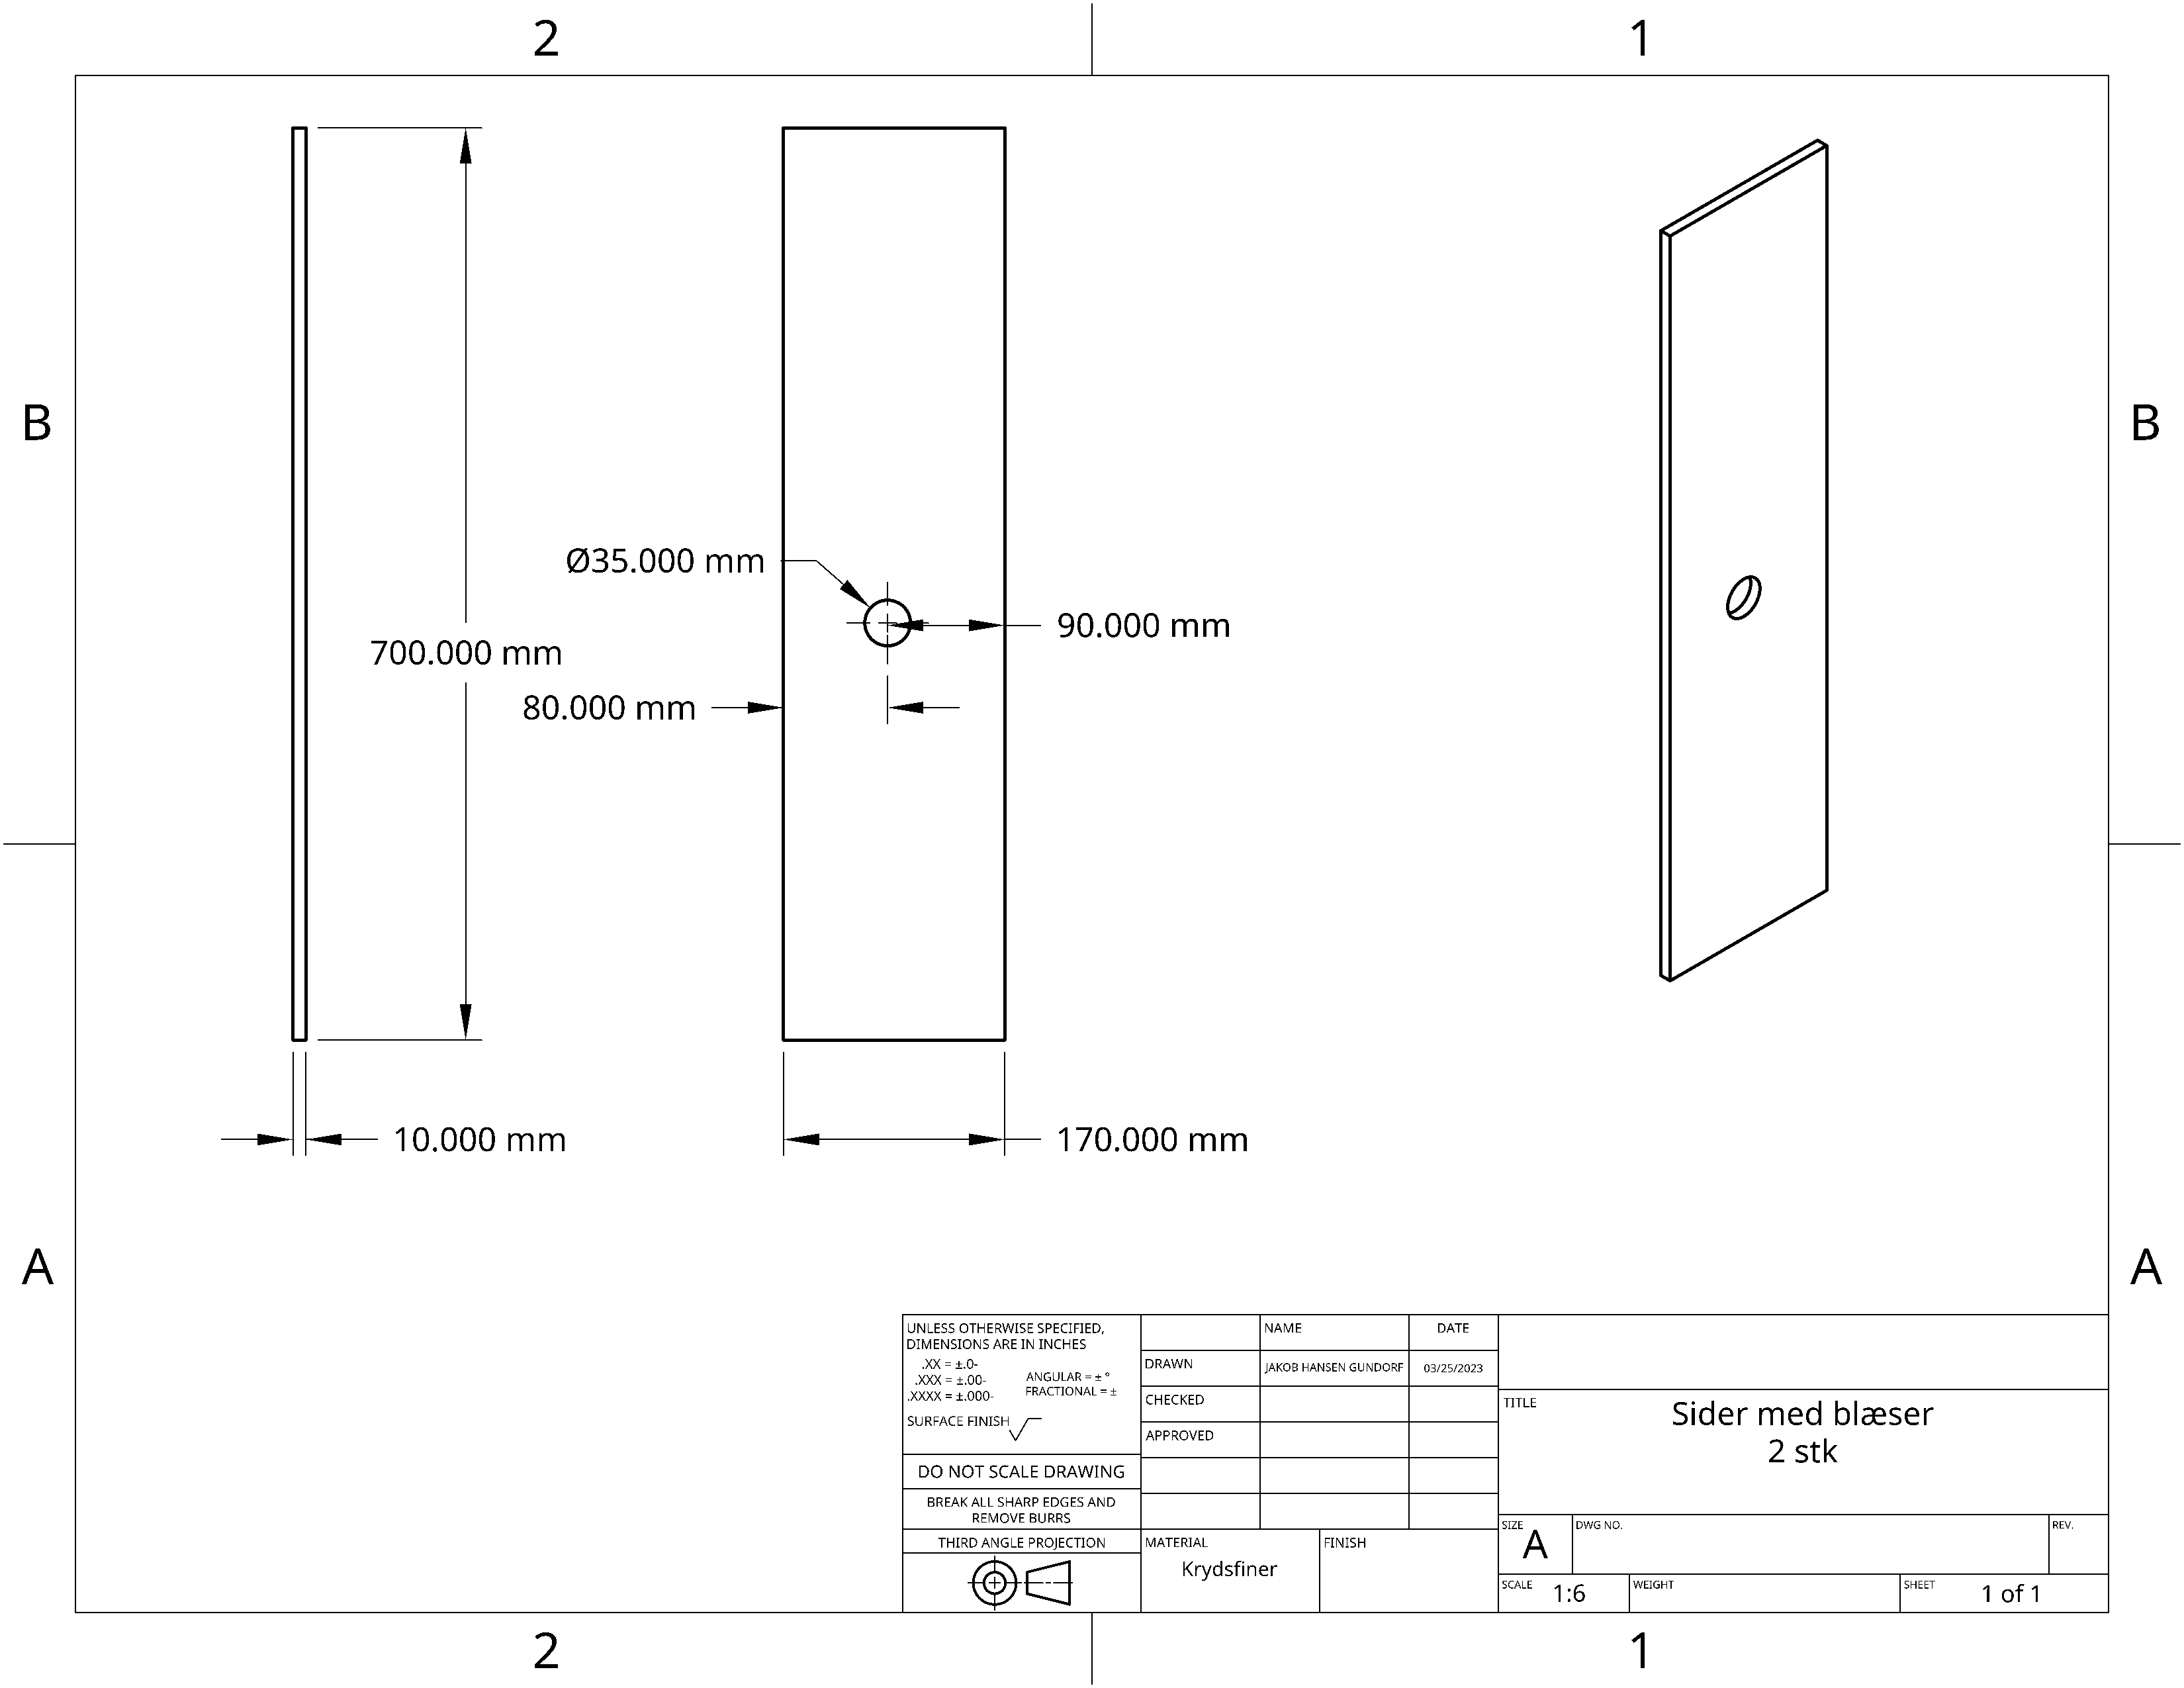 2
1
B
B
Ø35.000 mm
90.000 mm
700.000 mm
80.000 mm
10.000 mm
170.000 mm
A
A
UNLESS OTHERWISE SPECIFIED,
DIMENSIONS ARE IN INCHES
.XX = ±.0-
.XXX = ±.00-
.XXXX = ±.000-
ANGULAR = ± °
FRACTIONAL = ±
SURFACE FINISH
DO NOT SCALE DRAWING
BREAK ALL SHARP EDGES AND
REMOVE BURRS
THIRD ANGLE PROJECTION
NAME
DATE
DRAWN
JAKOB HANSEN GUNDORF
03/25/2023
CHECKED
APPROVED
MATERIAL
Krydsfiner
FINISH
TITLE
Sider med blæser
2 stk
SIZE
A
DWG NO.
REV.
SCALE
1:6
WEIGHT
SHEET
1 of 1
2
1